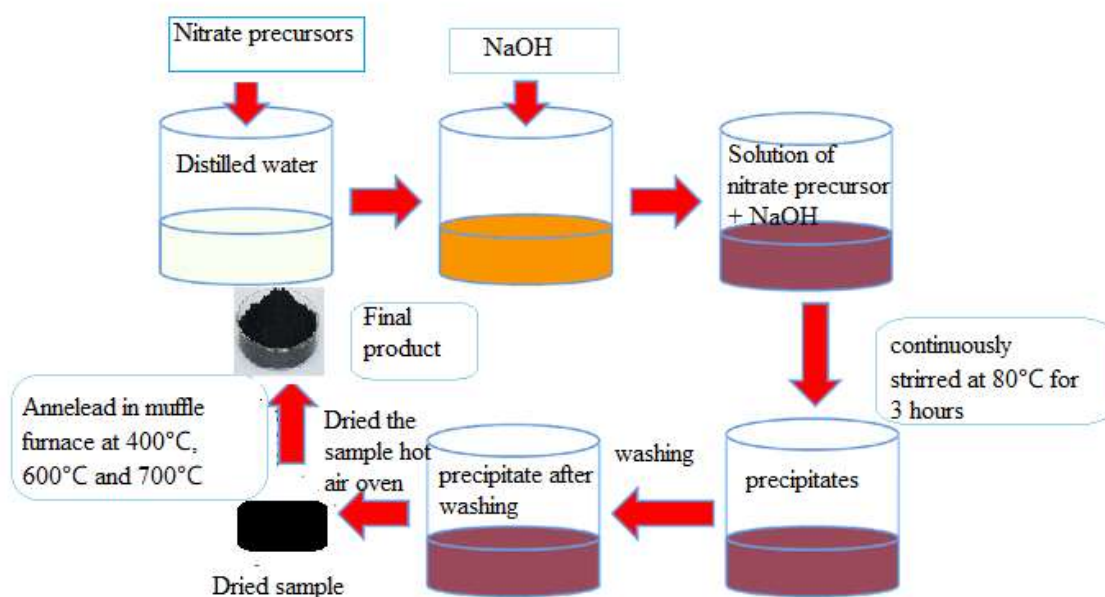 Nitrate precursors
NaOH
Distilled water
Solution of
nitrate precursor
+ NaOH
continuously
strirred at 80°C for
3 hours
precipitates
washing
precipitate after
washing
Dried the
sample hot
air oven
Dried sample
Annelead in muffle
furnace at 400°C,
600°C and 700°C
Final
product